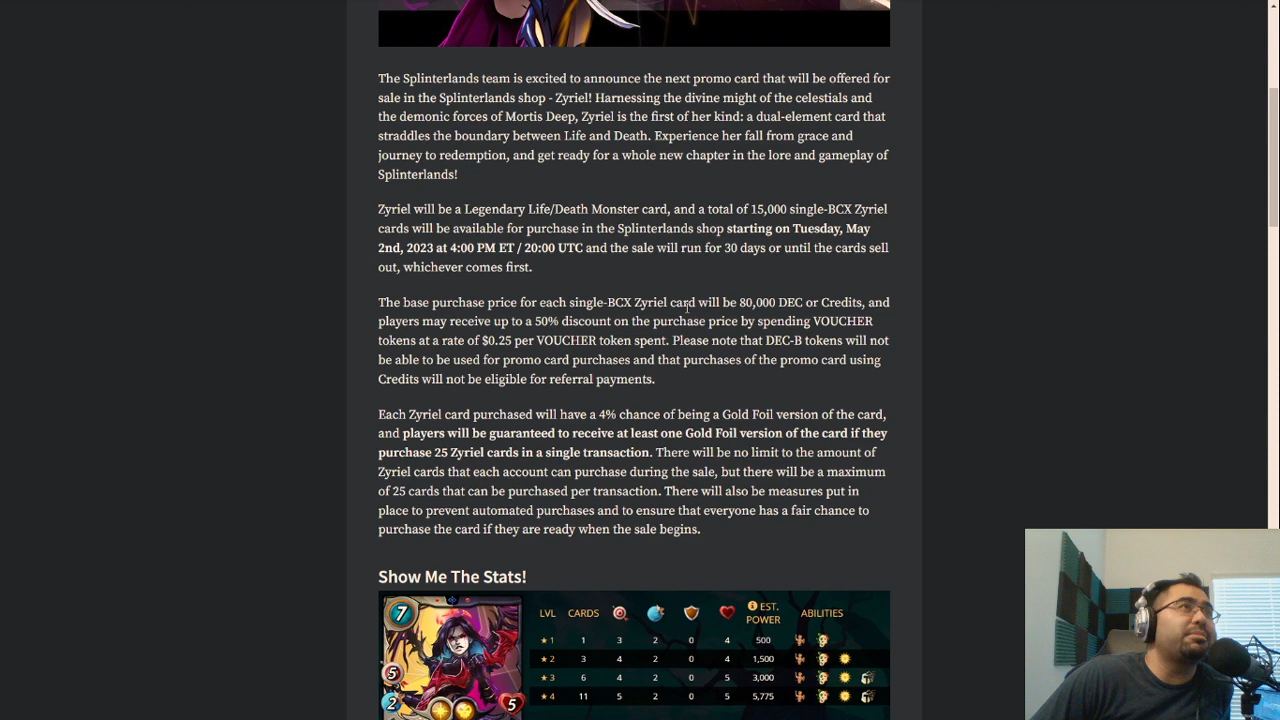 The Splinterlands team is excited to announce the next promo card that will be offered for
sale in the Splinterlands shop - Zyriel! Harnessing the divine might of the celestials and
the demonic forces of Mortis Deep, Zyriel is the first of her kind: a dual-element card that
straddles the boundary between Life and Death. Experience her fall from grace and
journey to redemption, and get ready for a whole new chapter in the lore and gameplay of
Splinterlands!
Zyriel will be a Legendary Life/Death Monster card, and a total of 15,000 single-BCX Zyriel
cards will be available for purchase in the Splinterlands shop starting on Tuesday, May
2nd, 2023 at 4:00 PM ET / 20:00 UTC and the sale will run for 30 days or until the cards sell
out, whichever comes first.
The base purchase price for each single-BCX Zyriel card will be 80,000 DEC or Credits, and
players may receive up to a 50% discount on the purchase price by spending VOUCHER
tokens at a rate of $0.25 per VOUCHER token spent. Please note that DEC-B tokens will not
be able to be used for promo card purchases and that purchases of the promo card using
Credits will not be eligible for referral payments.
Each Zyriel card purchased will have a 4% chance of being a Gold Foil version of the card,
and players will be guaranteed to receive at least one Gold Foil version of the card if they
purchase 25 Zyriel cards in a single transaction. There will be no limit to the amount of
Zyriel cards that each account can purchase during the sale, but there will be a maximum
of 25 cards that can be purchased per transaction. There will also be measures put in
place to prevent automated purchases and to ensure that everyone has a fair chance to
purchase the card if they are ready when the sale begins.
Show Me The Stats!
7
5
2
5
LVL CARDS EST. POWER ABILITIES
★ 1 1 3 2 0 4 500
★ 2 3 4 2 0 4 1,500
★ 3 6 4 2 0 5 3,000
★ 4 11 5 2 0 5 5,775